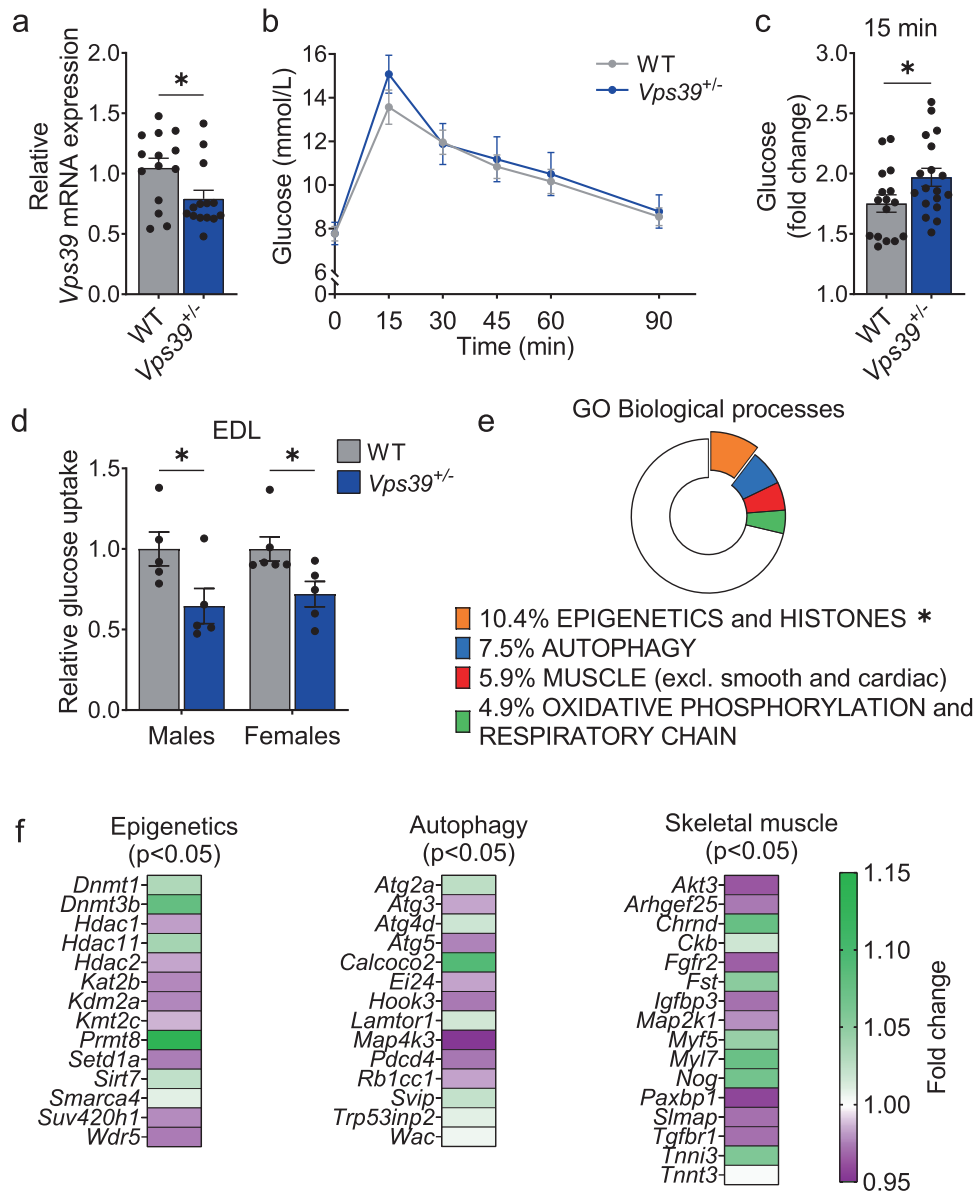 a
2.0
1.5
1.0
0.5
0.0
Relative
Vps39 mRNA expression
*
WT
Vps39+/-
b
16
14
12
10
8
6
0
Glucose (mmol/L)
WT
Vps39+/-
0 15 30 45 60 90
Time (min)
c
15 min
3.0
2.5
2.0
1.5
1.0
Glucose
(fold change)
*
WT
Vps39+/-
d
EDL
WT
Vps39+/-
1.5
1.0
0.5
0.0
Relative glucose uptake
* *
Males Females
e
GO Biological processes
10.4% EPIGENETICS and HISTONES *
7.5% AUTOPHAGY
5.9% MUSCLE (excl. smooth and cardiac)
4.9% OXIDATIVE PHOSPHORYLATION and
RESPIRATORY CHAIN
f
Epigenetics
(p<0.05)
Dnmt1
Dnmt3b
Hdac1
Hdac11
Hdac2
Kat2b
Kdm2a
Kmt2c
Prmt8
Setd1a
Sirt7
Smarca4
Suv420h1
Wdr5
Autophagy
(p<0.05)
Atg2a
Atg3
Atg4d
Atg5
Calcoco2
Ei24
Hook3
Lamtor1
Map4k3
Pdcd4
Rb1cc1
Svip
Trp53inp2
Wac
Skeletal muscle
(p<0.05)
Akt3
Arhgef25
Chrnd
Ckb
Fgfr2
Fst
Igfbp3
Map2k1
Myf5
Myl7
Nog
Paxbp1
Slmap
Tgfbr1
Tnni3
Tnnt3
1.15
1.10
1.05
1.00
0.95
Fold change